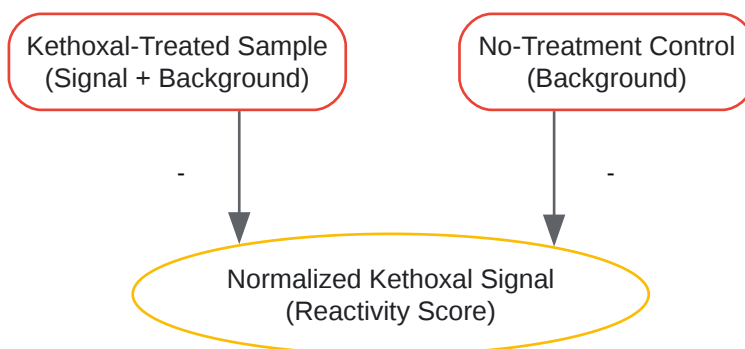 Kethoxal-Treated Sample
(Signal + Background)
No-Treatment Control
(Background)
-
-
Normalized Kethoxal Signal
(Reactivity Score)